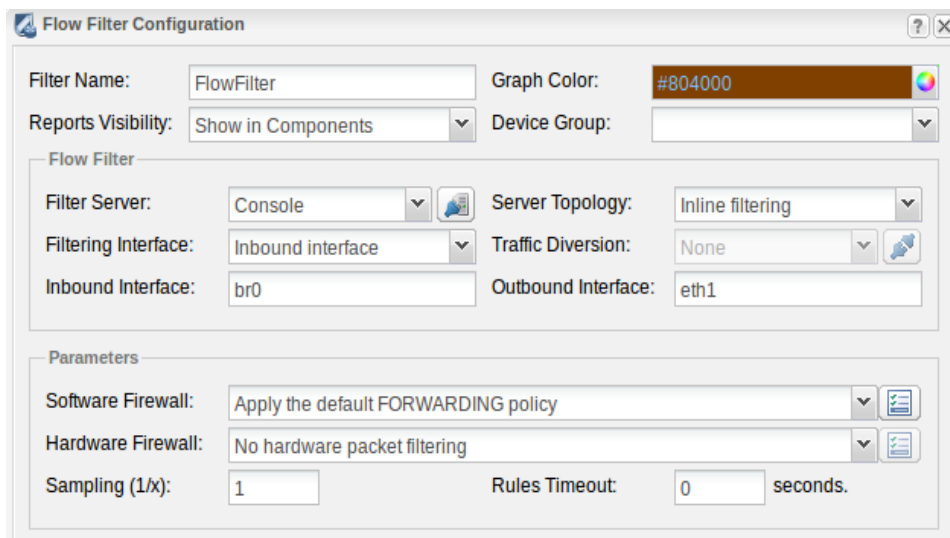 Flow Filter Configuration
Filter Name: FlowFilter Graph Color: #804000
Reports Visibility: Show in Components Device Group:
Flow Filter
Filter Server: Console Server Topology: Inline filtering
Filtering Interface: Inbound interface Traffic Diversion: None
Inbound Interface: br0 Outbound Interface: eth1
Parameters
Software Firewall: Apply the default FORWARDING policy
Hardware Firewall: No hardware packet filtering
Sampling (1/x): 1 Rules Timeout: 0 seconds.